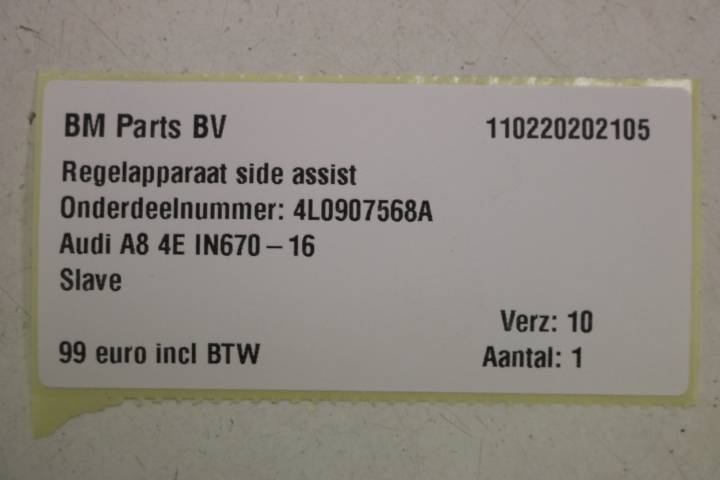 BM Parts BV 110220202105
Regelapparaat side assist
Onderdeelnummer: 4L0907568A
Audi A8 4E IN670 – 16
Slave
Verz: 10
99 euro incl BTW Aantal: 1